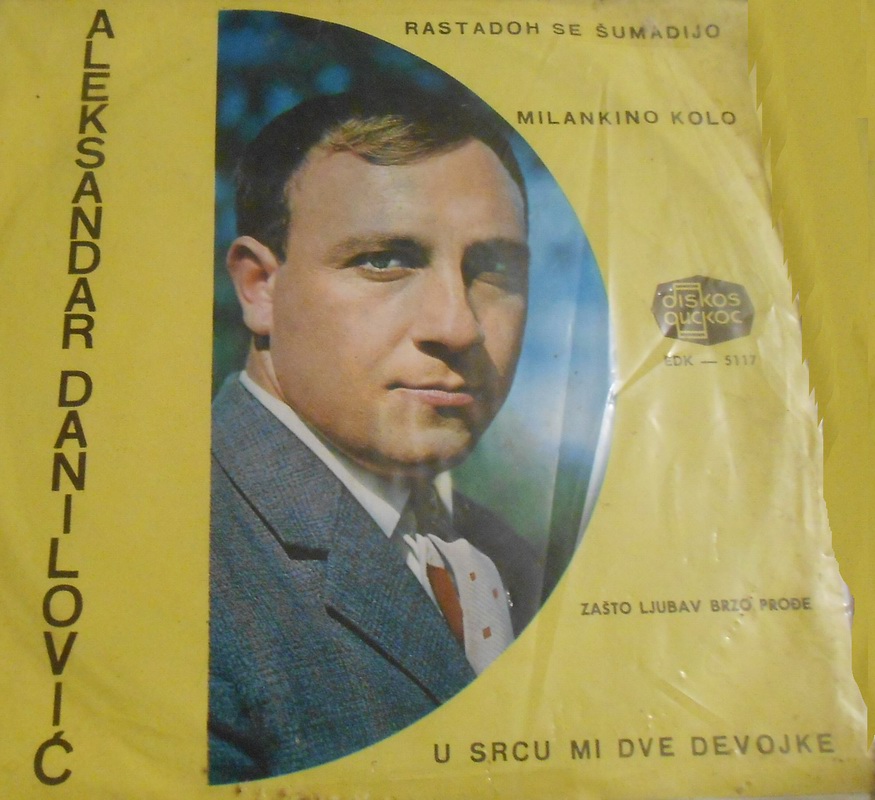 ALEKSANDAR DANILOVIĆ
RASTADOH SE ŠUMADIJO
MILANKINO KOLO
diskos
дискос
EDK — 5117
ZAŠTO LJUBAV BRZO PROĐE
U SRCU MI DVE DEVOJKE